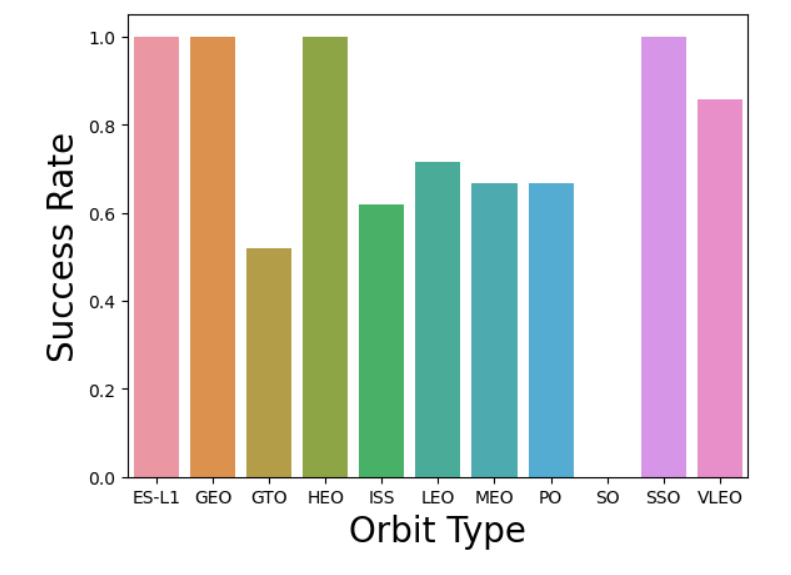 Success Rate
1.0
0.8
0.6
0.4
0.2
0.0
ES-L1 GEO GTO HEO ISS LEO MEO PO SO SSO VLEO
Orbit Type